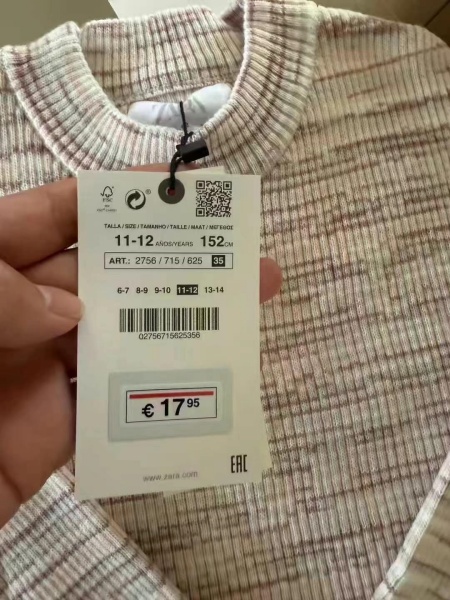 FSC
TALLA / SIZE / TAMANHO / TAILLE / MAAT / ΜΕΓΕΘΟΣ
11-12 AÑOS/YEARS 152CM
ART.: 2756 / 715 / 625 35
6-7 8-9 9-10 11-12 13-14
02756715625356
€ 17 95
www.zara.com
EAC